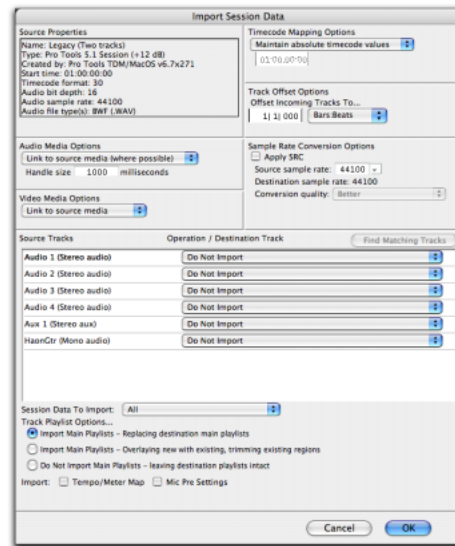 Import Session Data
Source Properties
Name: Legacy (Two tracks)
Type: Pro Tools 5.1 Session (+12 dB)
Created by: Pro Tools TDM/MacOS v6.7x271
Start time: 01:00:00:00
Timecode format: 30
Audio bit depth: 16
Audio sample rate: 44100
Audio file type(s): BWF (.WAV)
Timecode Mapping Options
Maintain absolute timecode values
01:00:00:00
Track Offset Options
Offset Incoming Tracks To...
1| 1| 000 Bars:Beats
Audio Media Options
Link to source media (where possible)
Handle size 1000 milliseconds
Sample Rate Conversion Options
Apply SRC
Source sample rate: 44100
Destination sample rate: 44100
Conversion quality: Better
Video Media Options
Link to source media
Source Tracks Operation / Destination Track Find Matching Tracks
Audio 1 (Stereo audio) Do Not Import
Audio 2 (Stereo audio) Do Not Import
Audio 3 (Stereo audio) Do Not Import
Audio 4 (Stereo audio) Do Not Import
Aux 1 (Stereo aux) Do Not Import
HaonGtr (Mono audio) Do Not Import
Session Data To Import: All
Track Playlist Options...
Import Main Playlists – Replacing destination main playlists
Import Main Playlists – Overlaying new with existing, trimming existing regions
Do Not Import Main Playlists – leaving destination playlists intact
Import: Tempo/Meter Map Mic Pre Settings
Cancel OK